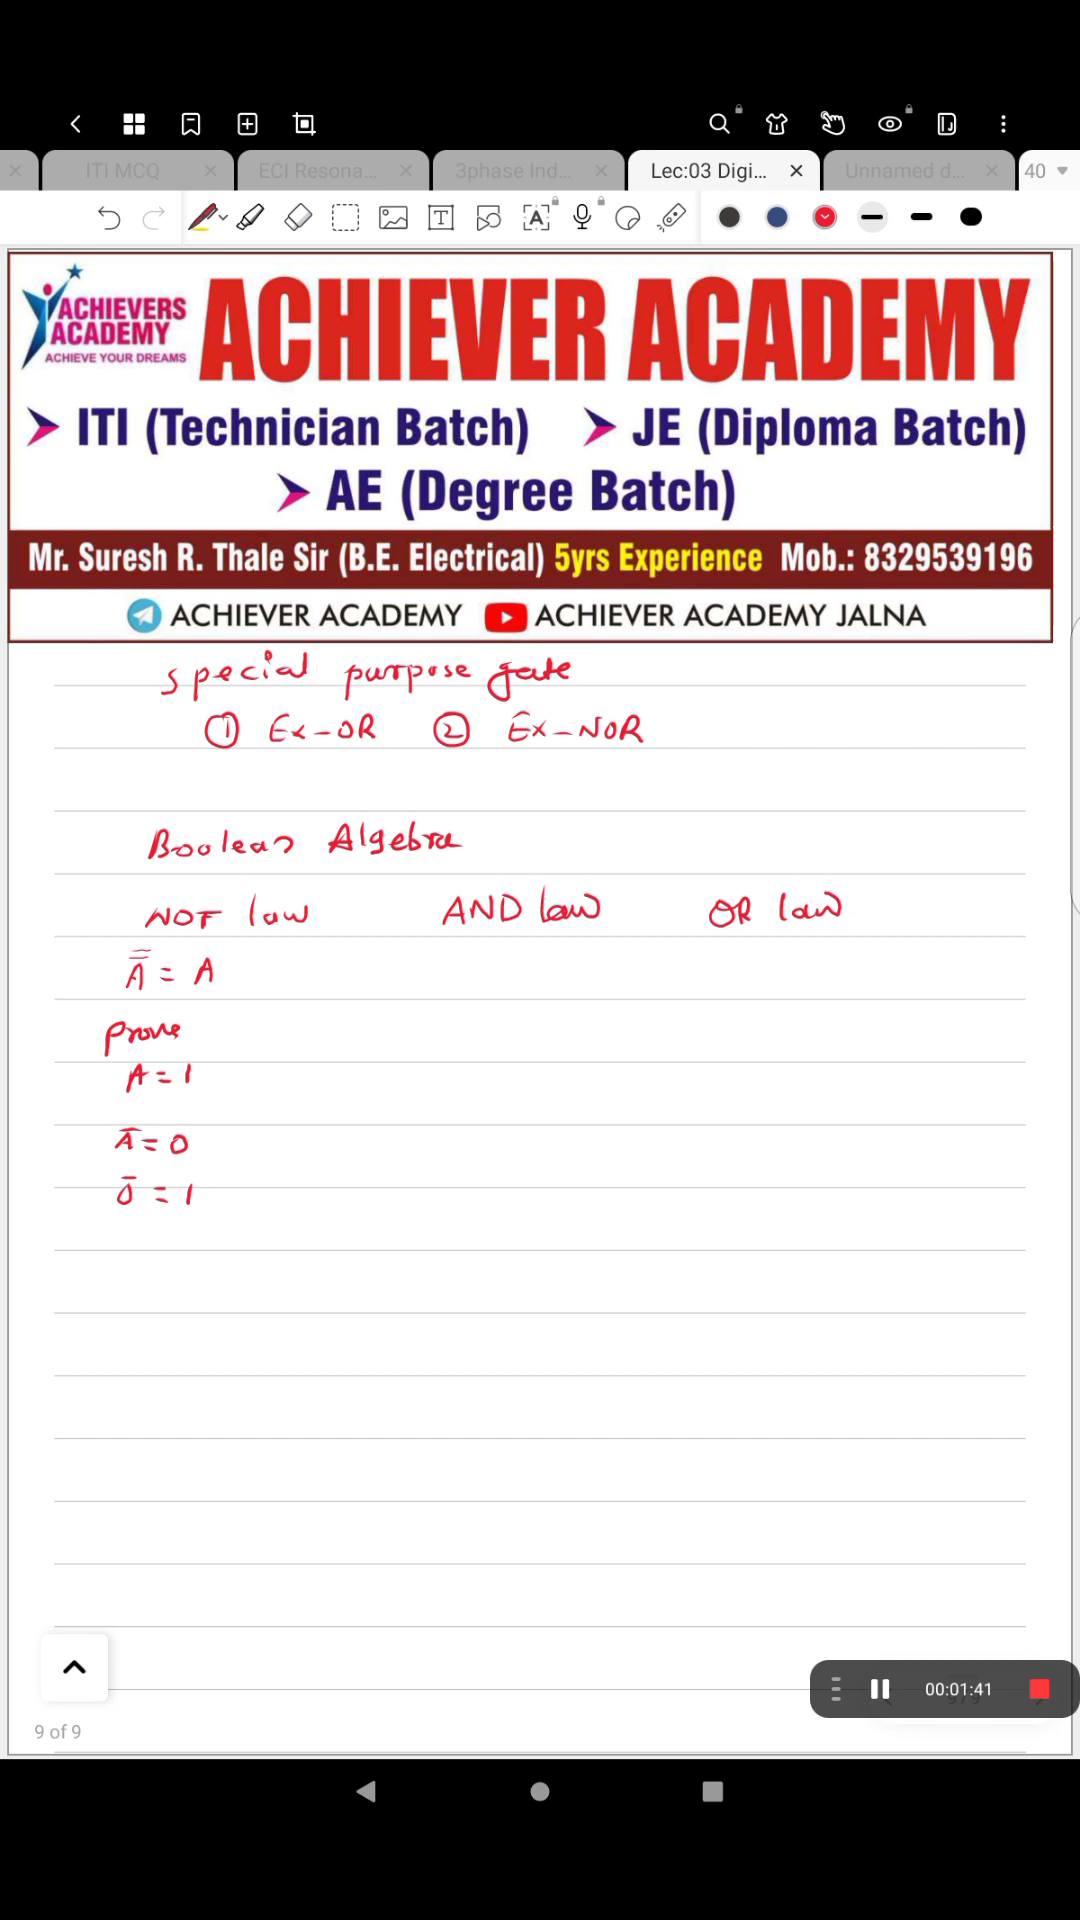 ITI MCQ ECI Resona... 3phase Ind... Lec:03 Digi... Unnamed d... 40
ACHIEVERS
ACADEMY
ACHIEVE YOUR DREAMS
ACHIEVER ACADEMY
ITI (Technician Batch) JE (Diploma Batch)
AE (Degree Batch)
Mr. Suresh R. Thale Sir (B.E. Electrical) 5yrs Experience Mob.: 8329539196
ACHIEVER ACADEMY ACHIEVER ACADEMY JALNA
special purpose gate
① Ex-OR ② Ex-NOR
Boolean Algebra
NOT law AND law OR law
A̿ = A
Prove
A = 1
Ā = 0
0̄ = 1
00:01:41
9 of 9